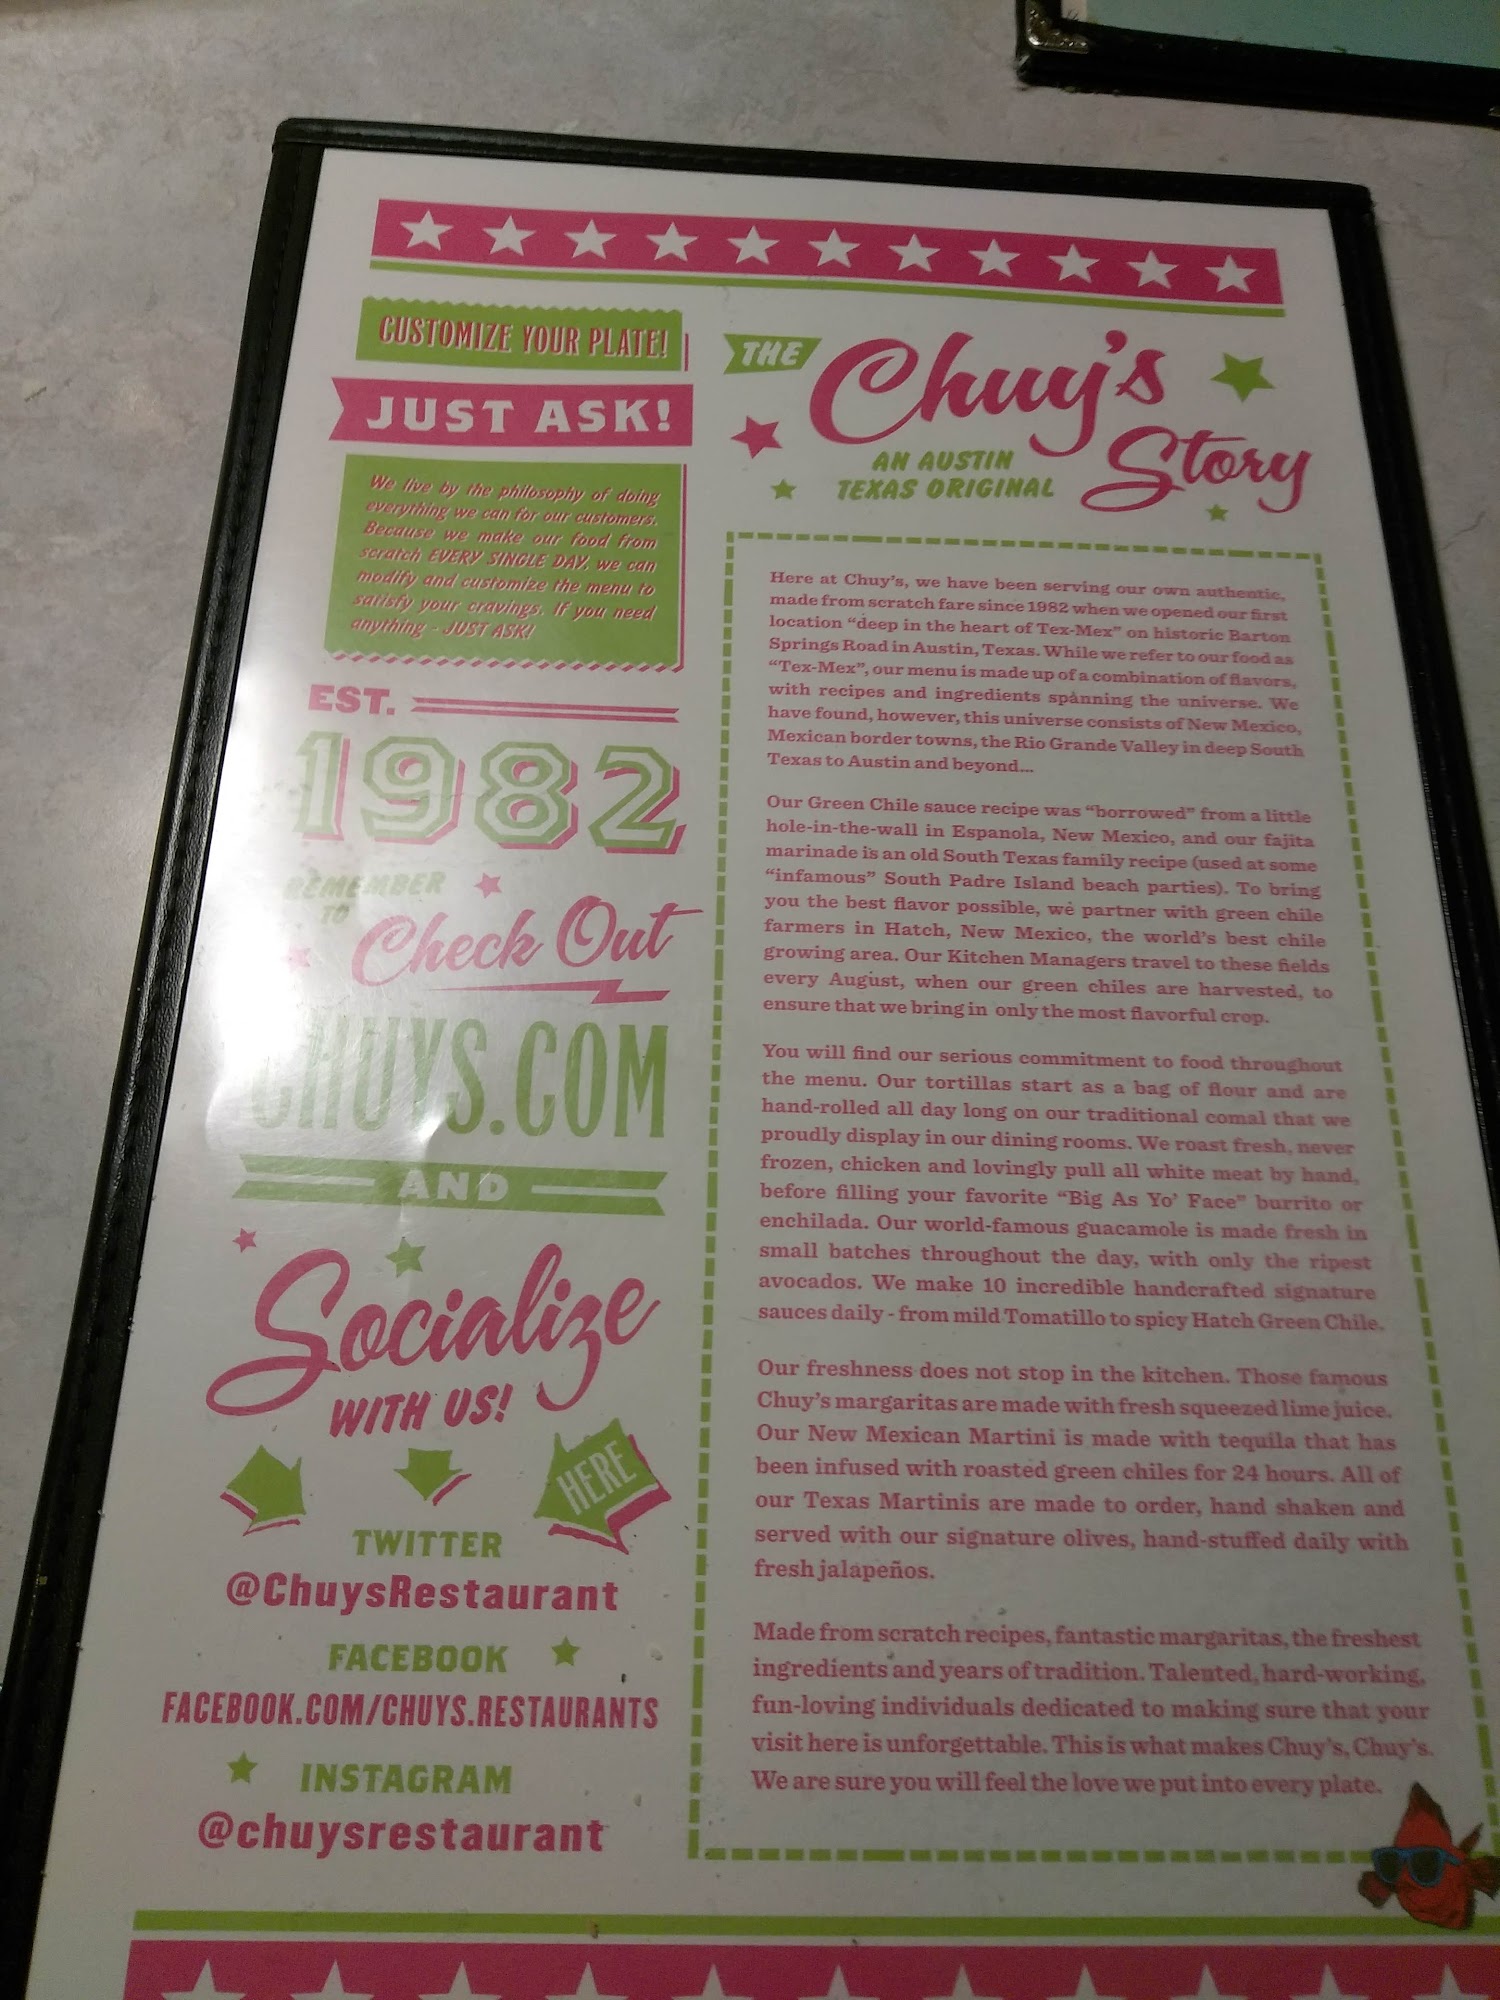 CUSTOMIZE YOUR PLATE!
JUST ASK!
We live by the philosophy of doing
everything we can for our customers.
Because we make our food from
scratch EVERY SINGLE DAY, we can
modify and customize the menu to
satisfy your cravings. If you need
anything - JUST ASK!
EST.
1982
REMEMBER
TO
Check Out
CHUYS.COM
AND
Socialize
WITH US!
HERE
TWITTER
@ChuysRestaurant
FACEBOOK
FACEBOOK.COM/CHUYS.RESTAURANTS
INSTAGRAM
@chuysrestaurant
THE
Chuy's
Story
AN AUSTIN
TEXAS ORIGINAL
Here at Chuy's, we have been serving our own authentic,
made from scratch fare since 1982 when we opened our first
location “deep in the heart of Tex-Mex” on historic Barton
Springs Road in Austin, Texas. While we refer to our food as
“Tex-Mex”, our menu is made up of a combination of flavors,
with recipes and ingredients spanning the universe. We
have found, however, this universe consists of New Mexico,
Mexican border towns, the Rio Grande Valley in deep South
Texas to Austin and beyond...
Our Green Chile sauce recipe was “borrowed” from a little
hole-in-the-wall in Espanola, New Mexico, and our fajita
marinade is an old South Texas family recipe (used at some
“infamous” South Padre Island beach parties). To bring
you the best flavor possible, we partner with green chile
farmers in Hatch, New Mexico, the world's best chile
growing area. Our Kitchen Managers travel to these fields
every August, when our green chiles are harvested, to
ensure that we bring in only the most flavorful crop.
You will find our serious commitment to food throughout
the menu. Our tortillas start as a bag of flour and are
hand-rolled all day long on our traditional comal that we
proudly display in our dining rooms. We roast fresh, never
frozen, chicken and lovingly pull all white meat by hand,
before filling your favorite “Big As Yo' Face” burrito or
enchilada. Our world-famous guacamole is made fresh in
small batches throughout the day, with only the ripest
avocados. We make 10 incredible handcrafted signature
sauces daily - from mild Tomatillo to spicy Hatch Green Chile.
Our freshness does not stop in the kitchen. Those famous
Chuy's margaritas are made with fresh squeezed lime juice.
Our New Mexican Martini is made with tequila that has
been infused with roasted green chiles for 24 hours. All of
our Texas Martinis are made to order, hand shaken and
served with our signature olives, hand-stuffed daily with
fresh jalapeños.
Made from scratch recipes, fantastic margaritas, the freshest
ingredients and years of tradition. Talented, hard-working,
fun-loving individuals dedicated to making sure that your
visit here is unforgettable. This is what makes Chuy's, Chuy's.
We are sure you will feel the love we put into every plate.